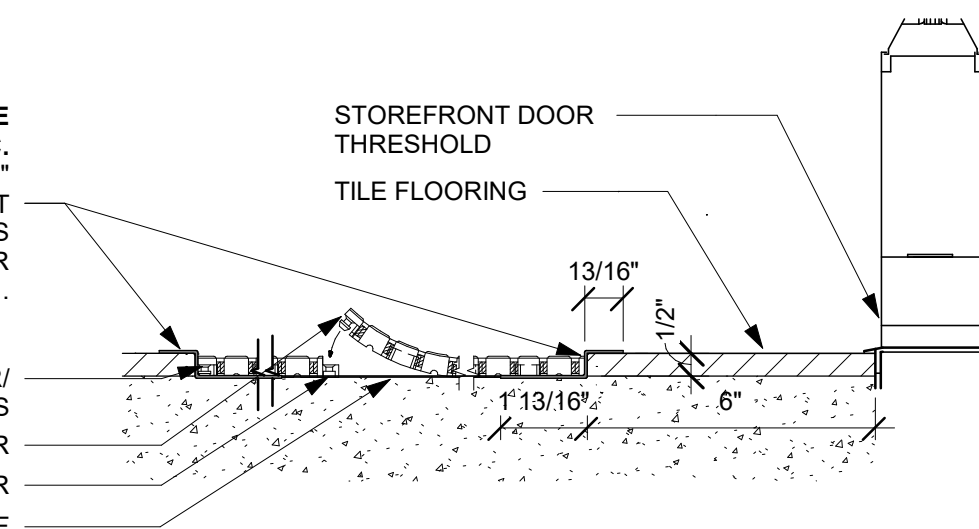 E
.
"
T
S
R
.
R/
S
R
R
F
STOREFRONT DOOR
THRESHOLD
TILE FLOORING
13/16"
1/2"
1 13/16"
6"